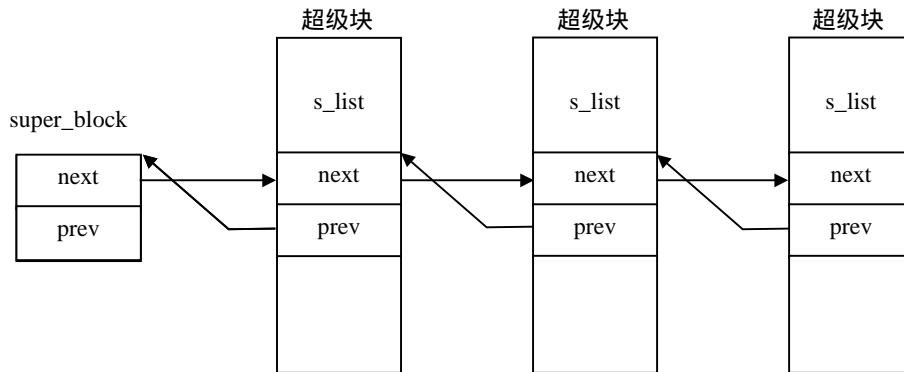 超级块 超级块 超级块
s_list s_list s_list
super_block
next next next next
prev prev prev prev